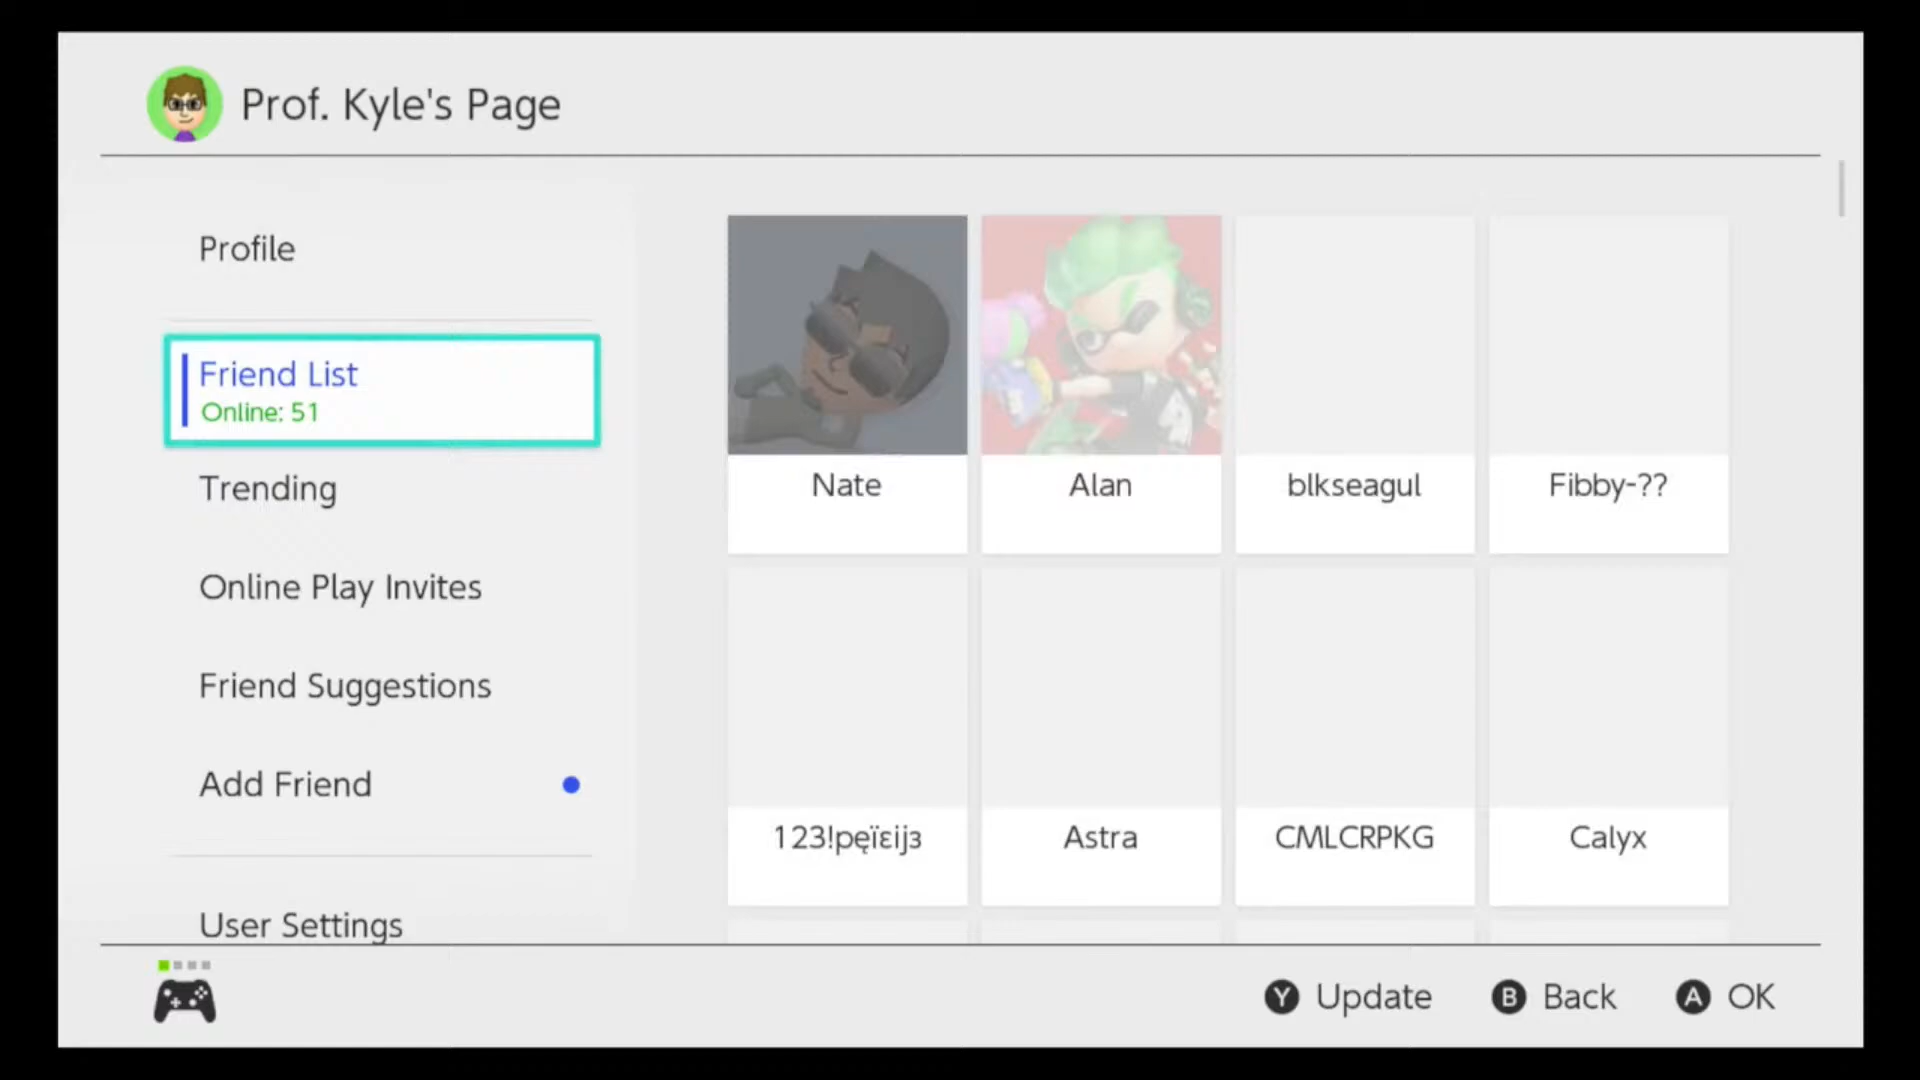 Prof. Kyle's Page
Profile
Friend List
Online: 51
Trending
Online Play Invites
Friend Suggestions
Add Friend
User Settings
Nate
Alan
blkseagul
Fibby-??
123!pęïɛijɜ
Astra
CMLCRPKG
Calyx
Y Update
B Back
A OK